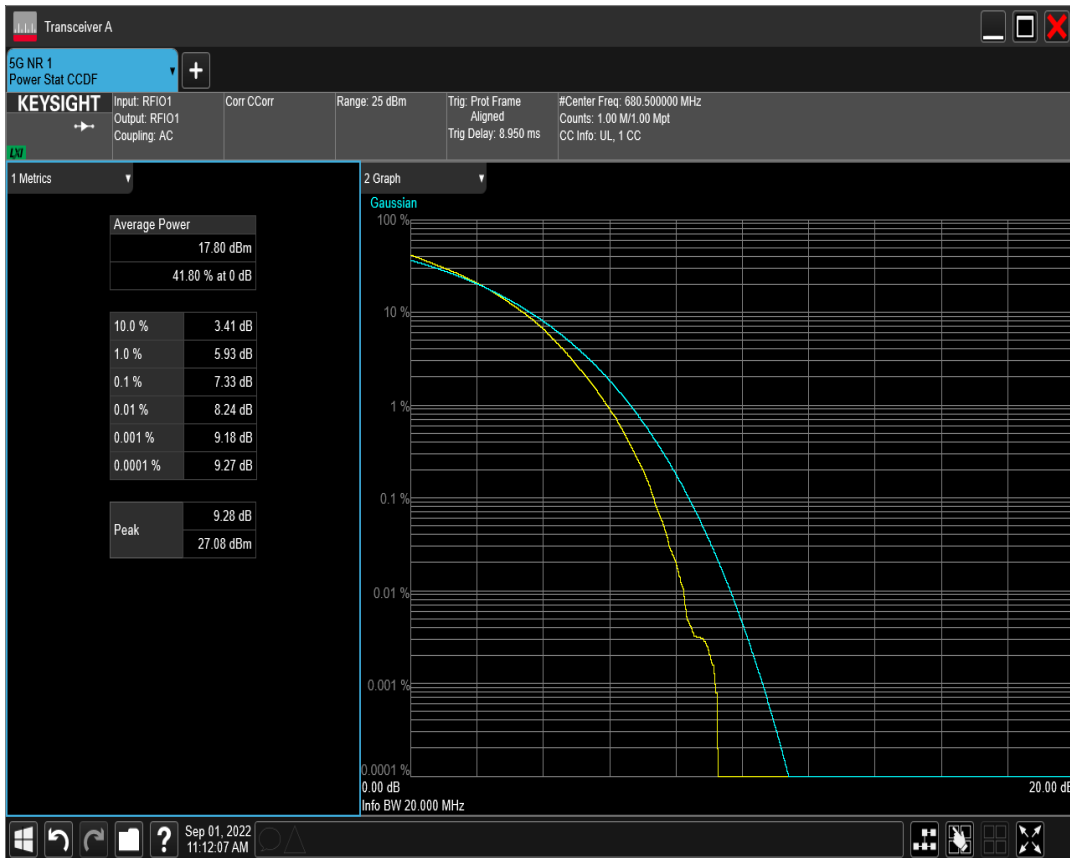 Transceiver A
5G NR 1
Power Stat CCDF
KEYSIGHT
LXI
Input: RFIO1
Output: RFIO1
Coupling: AC
Corr CCorr
Range: 25 dBm
Trig: Prot Frame
Aligned
Trig Delay: 8.950 ms
#Center Freq: 680.500000 MHz
Counts: 1.00 M/1.00 Mpt
CC Info: UL, 1 CC
1 Metrics
Average Power
17.80 dBm
41.80 % at 0 dB
10.0 % 3.41 dB
1.0 % 5.93 dB
0.1 % 7.33 dB
0.01 % 8.24 dB
0.001 % 9.18 dB
0.0001 % 9.27 dB
Peak
9.28 dB
27.08 dBm
2 Graph
Gaussian
100 %
10 %
1 %
0.1 %
0.01 %
0.001 %
0.0001 %
0.00 dB 20.00 dB
Info BW 20.000 MHz
?
Sep 01, 2022
11:12:07 AM